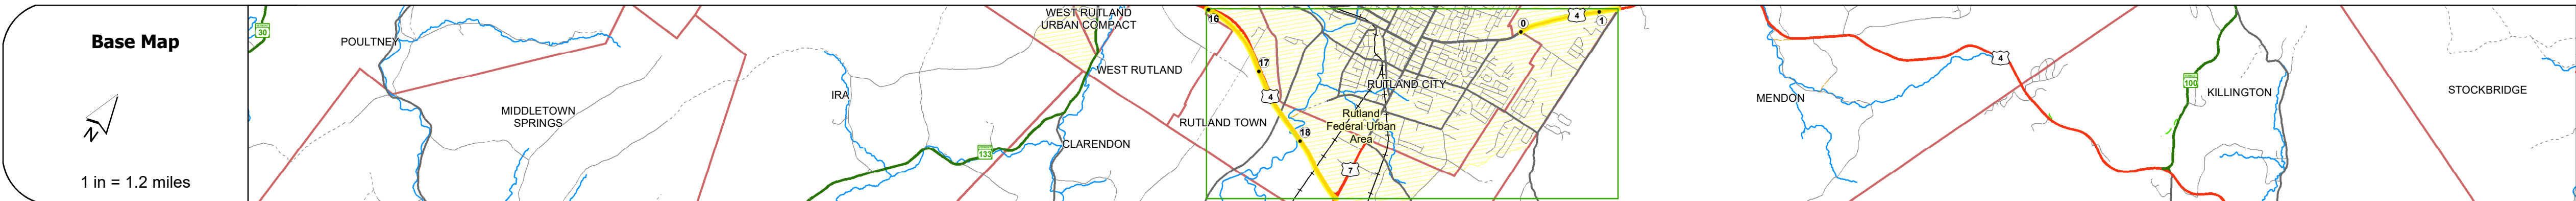 Base Map
N
1 in = 1.2 miles
30
POULTNEY
MIDDLETOWN
SPRINGS
IRA
133
WEST RUTLAND
URBAN COMPACT
WEST RUTLAND
CLARENDON
RUTLAND TOWN
16
17
4
18
Rutland
Federal Urban
Area
7
RUTLAND CITY
0
4
1
MENDON
4
100
KILLINGTON
STOCKBRIDGE